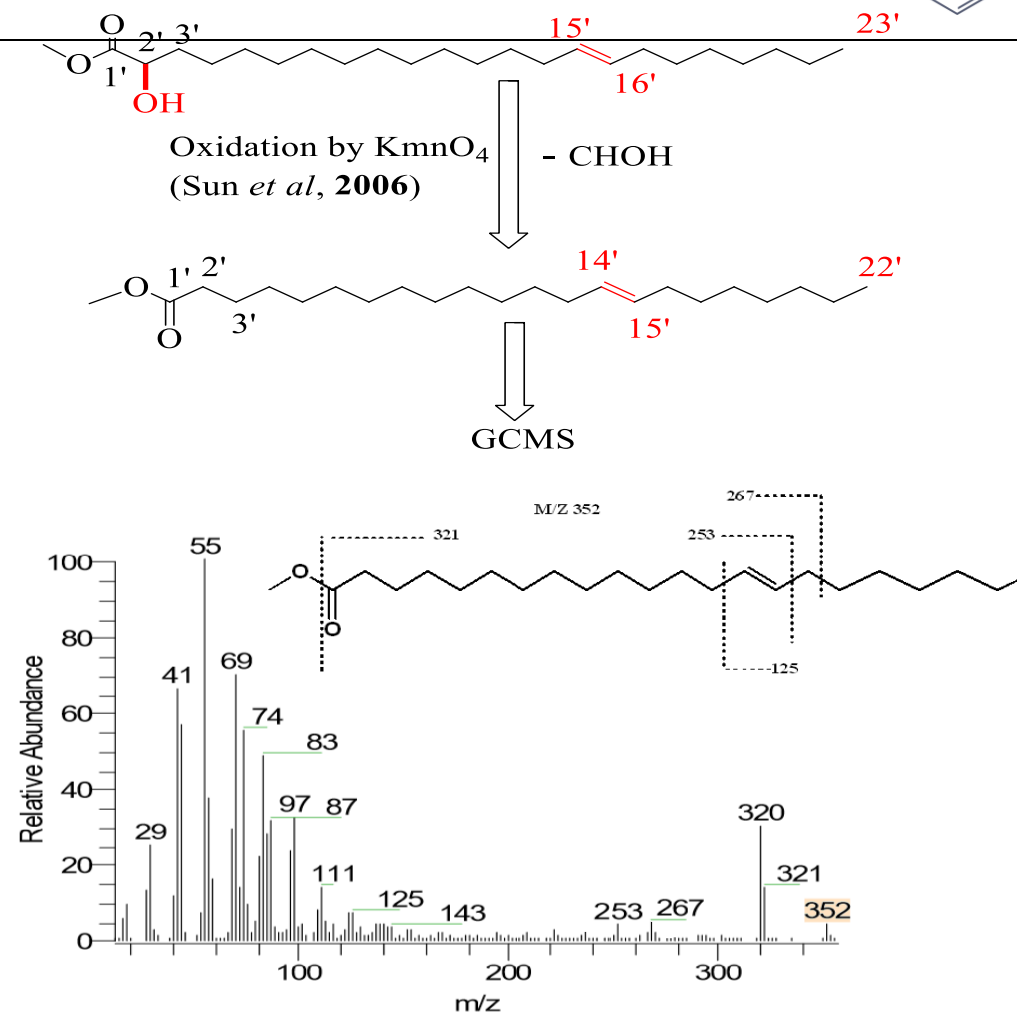 O
2' 3' 15' 23'
O 1' 16'
OH
Oxidation by KmnO4 - CHOH
(Sun et al, 2006)
14' 22'
O 1' 2'
3' 15'
O
GCMS
267
M/Z 352
321 253
O
O
125
100
80
60
40
20
0
Relative Abundance
55
41
69
74
83
97 87
29
111
125
143
253
267
320
321
352
100 200 300
m/z